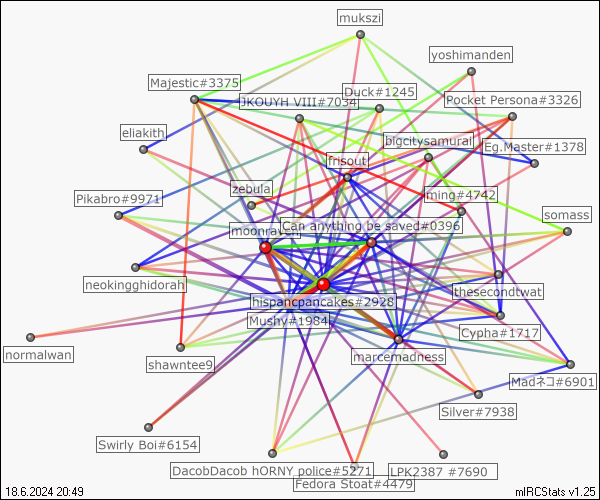 mukszi
yoshimanden
Majestic#3375
Duck#1245
JKOUYH VIII#7034
Pocket Persona#3326
eliakith
bigcitysamurai
Eg.Master#1378
frisout
zebula
ming#4742
Pikabro#9971
somass
Can anything be saved#0396
moonraven
neokingghidorah
thesecondtwat
hispancpancakes#2928
Mushy#1984
Cypha#1717
normalwan
shawntee9
marcemadness
Madネコ#6901
Silver#7938
Swirly Boi#6154
DacobDacob hORNY police#5271
LPK2387 #7690
Fedora Stoat#4479
18.6.2024 20:49
mIRCStats v1.25